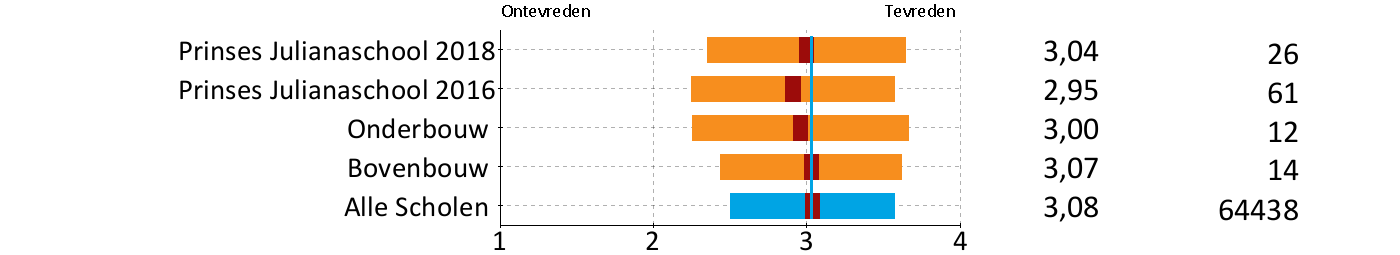 Ontevreden Tevreden
Prinses Julianaschool 2018 3,04 26
Prinses Julianaschool 2016 2,95 61
Onderbouw 3,00 12
Bovenbouw 3,07 14
Alle Scholen 3,08 64438
1 2 3 4